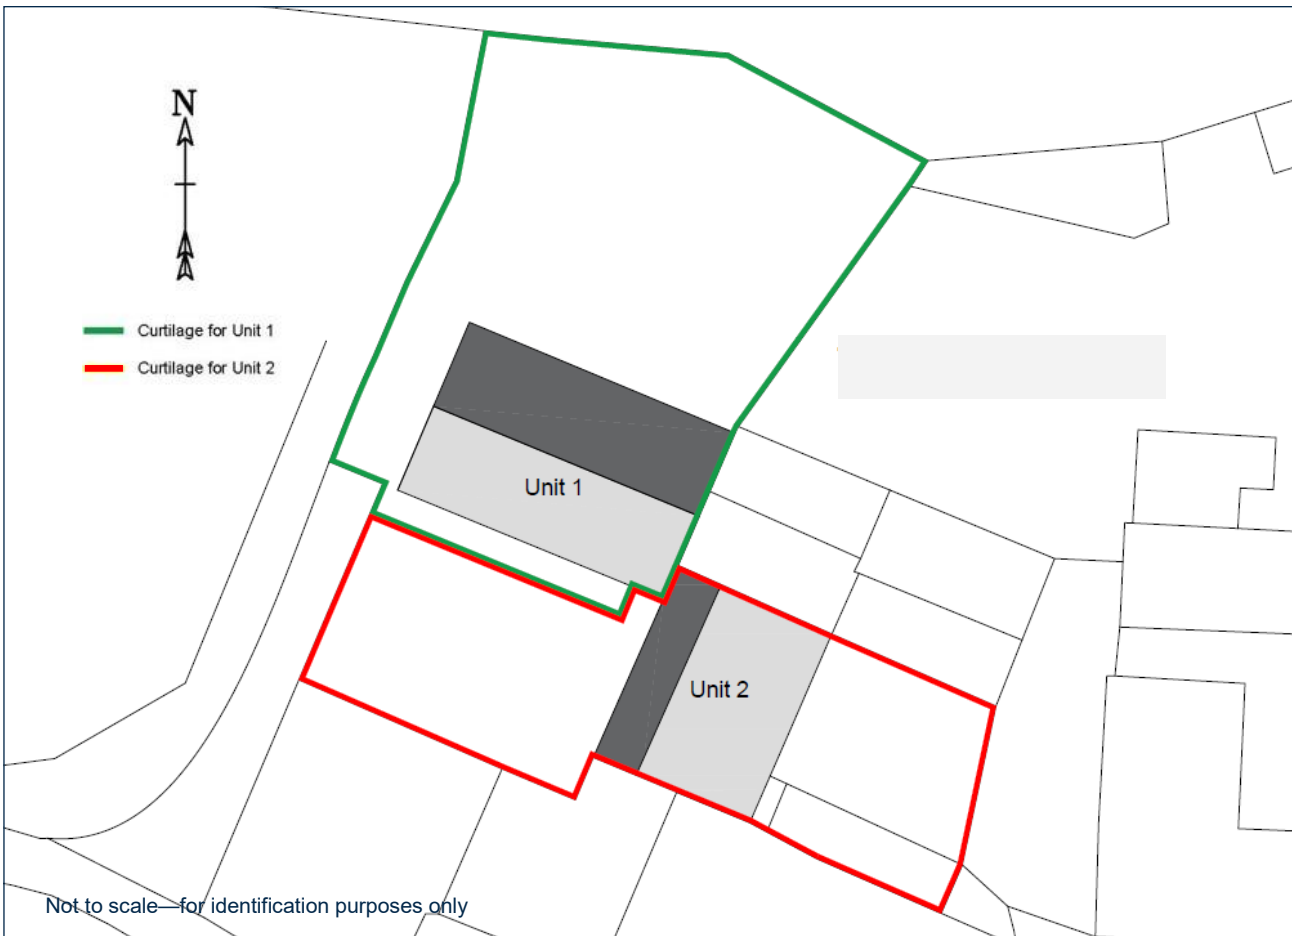 N
Curtilage for Unit 1
Curtilage for Unit 2
Unit 1
Unit 2
Not to scale—for identification purposes only